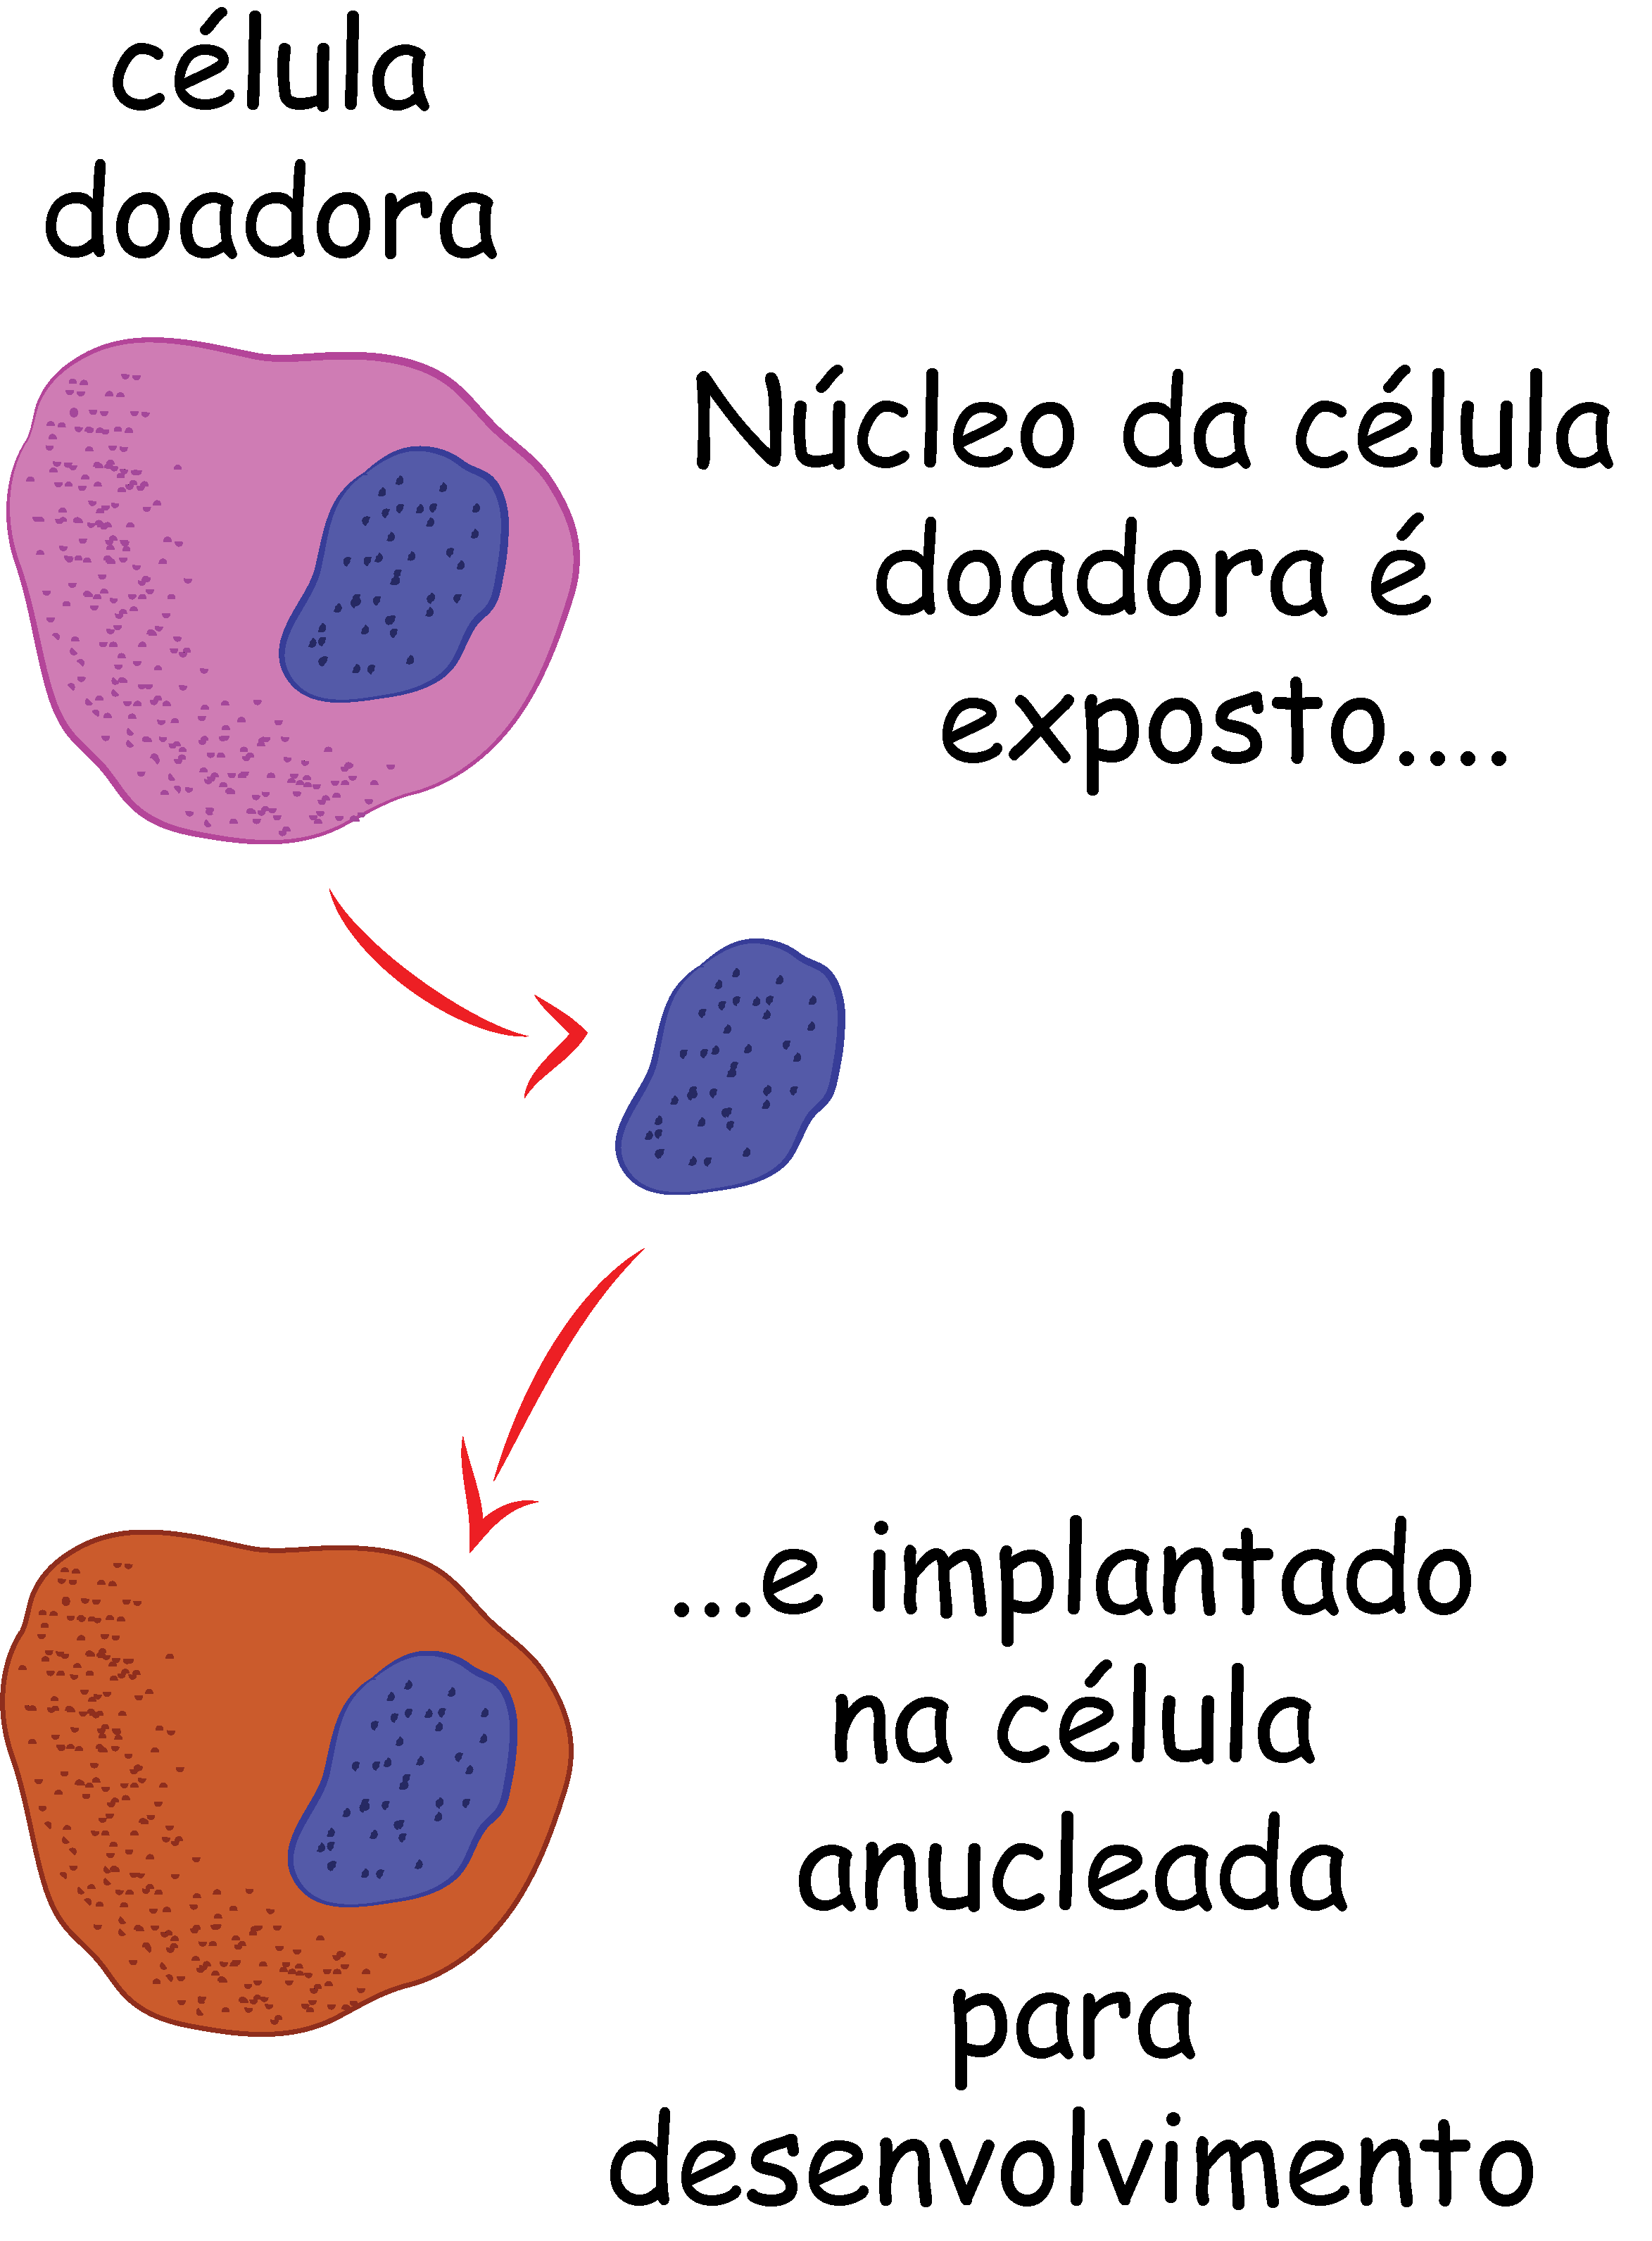 célula
doadora
Núcleo da célula
doadora é
exposto....
...e implantado
na célula
anucleada
para
desenvolvimento